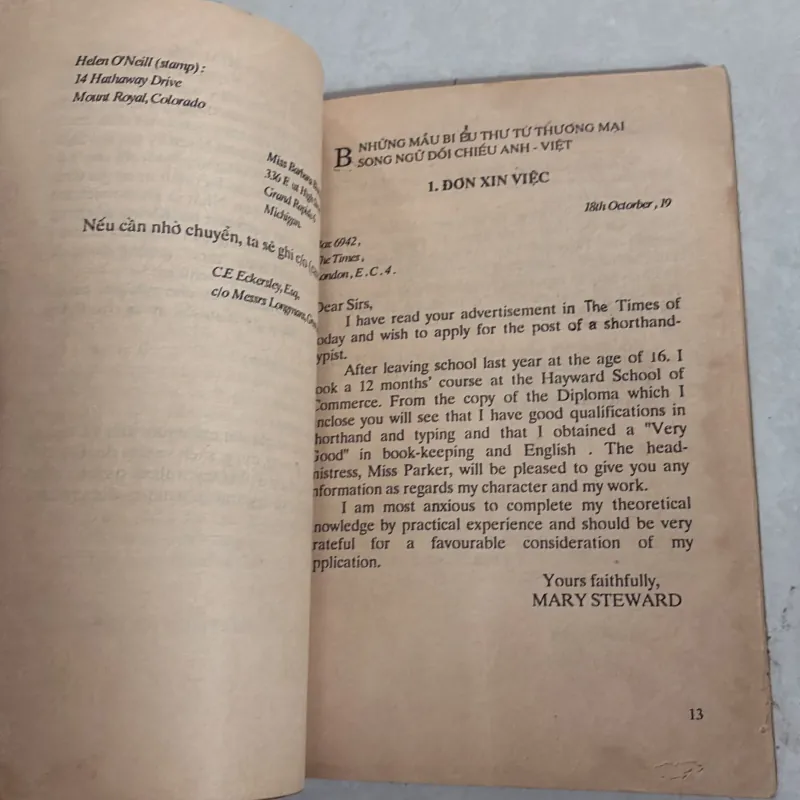 Helen O'Neill (stamp) :
14 Hathaway Drive
Mount Royal, Colorado
Miss Barbara
336 E
Grand Rapids
Michigan.
Nếu cần nhờ chuyển, ta sẽ ghi c/o
C.E Eckersley, Esq,
c/o Messrs Longmans,
B NHỮNG MẪU BI ỂU THƯ TỪ THƯƠNG MẠI
SONG NGỮ DỐI CHIẾU ANH - VIỆT
1. ĐƠN XIN VIỆC
18th Octorber , 19
6942 ,
The Times ,
London , E . C . 4 .
Dear Sirs,
I have read your advertisement in The Times of
today and wish to apply for the post of a shorthand-
typist.
After leaving school last year at the age of 16. I
took a 12 months' course at the Hayward School of
Commerce. From the copy of the Diploma which I
enclose you will see that I have good qualifications in
shorthand and typing and that I obtained a "Very
Good" in book-keeping and English . The head-
mistress, Miss Parker, will be pleased to give you any
information as regards my character and my work.
I am most anxious to complete my theoretical
knowledge by practical experience and should be very
grateful for a favourable consideration of my
application.
Yours faithfully,
MARY STEWARD
13